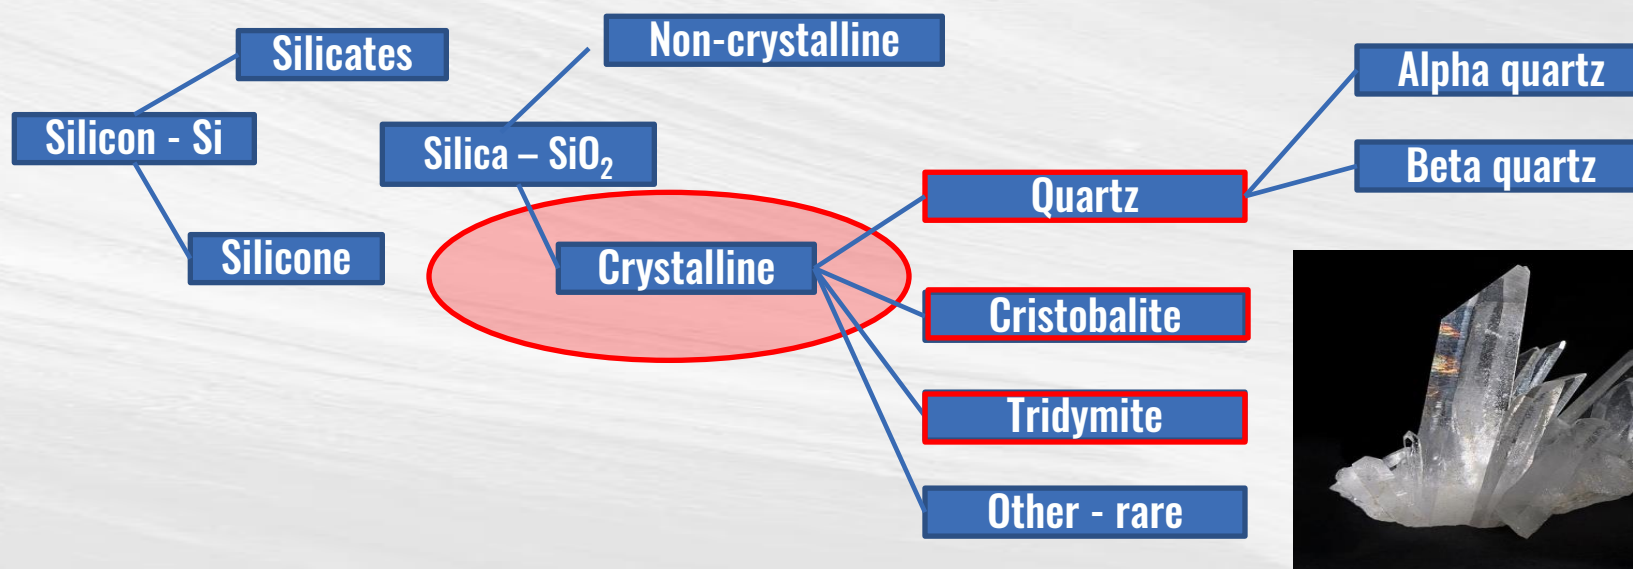 Silicates
Silicon - Si
Silicone
Non-crystalline
Silica – SiO₂
Crystalline
Quartz
Cristobalite
Tridymite
Other - rare
Alpha quartz
Beta quartz